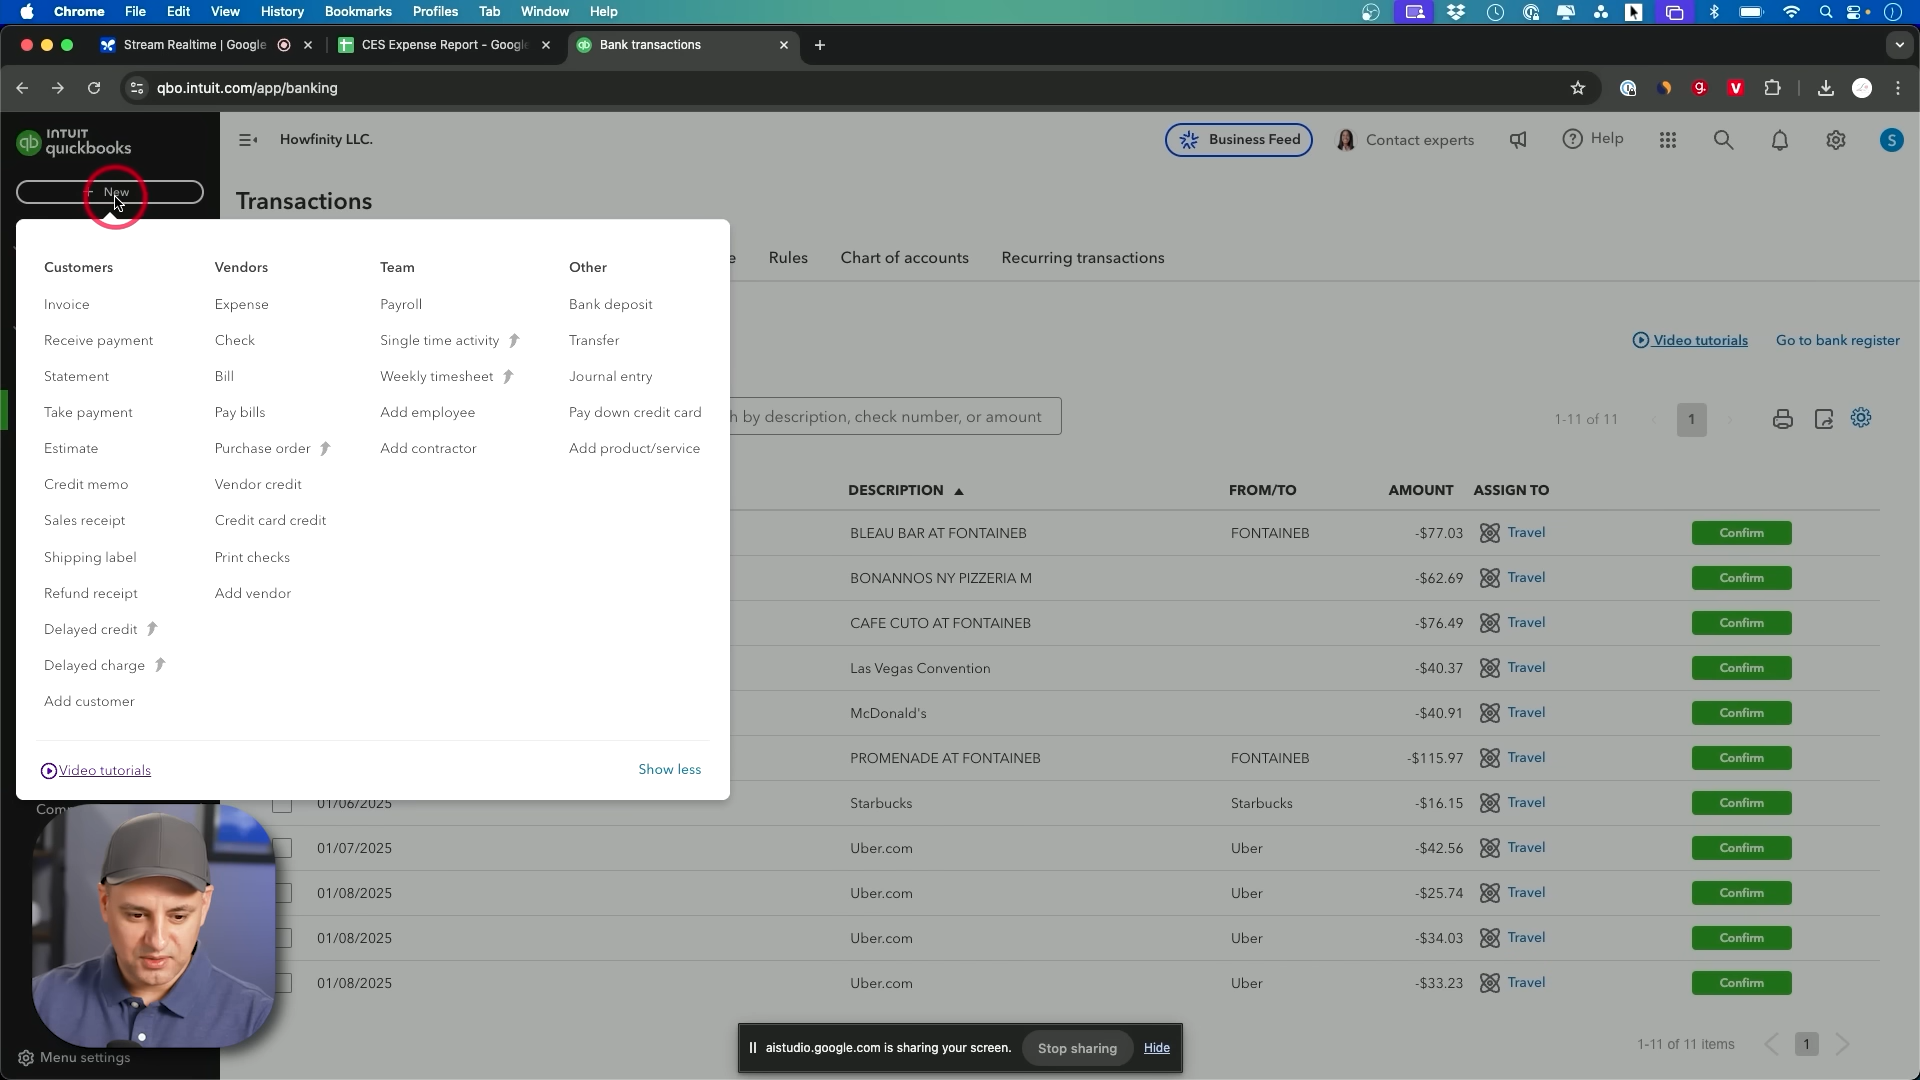 Chrome File Edit View History Bookmarks Profiles Tab Window Help
Stream Realtime | Google
CES Expense Report - Google
Bank transactions
qbo.intuit.com/app/banking
INTUIT
quickbooks
Howfinity LLC.
Business Feed
Contact experts
Help
S
+ New
Transactions
Rules
Chart of accounts
Recurring transactions
Customers Vendors Team Other
Invoice Expense Payroll Bank deposit
Receive payment Check Single time activity Transfer
Statement Bill Weekly timesheet Journal entry
Take payment Pay bills Add employee Pay down credit card
Estimate Purchase order Add contractor Add product/service
Credit memo Vendor credit
Sales receipt Credit card credit
Shipping label Print checks
Refund receipt Add vendor
Delayed credit
Delayed charge
Add customer
Video tutorials
Show less
Video tutorials
Go to bank register
h by description, check number, or amount
1-11 of 11
1
DESCRIPTION FROM/TO AMOUNT ASSIGN TO
BLEAU BAR AT FONTAINEB FONTAINEB -$77.03 Travel Confirm
BONANNOS NY PIZZERIA M -$62.69 Travel Confirm
CAFE CUTO AT FONTAINEB -$76.49 Travel Confirm
Las Vegas Convention -$40.37 Travel Confirm
McDonald's -$40.91 Travel Confirm
PROMENADE AT FONTAINEB FONTAINEB -$115.97 Travel Confirm
01/06/2025 Starbucks Starbucks -$16.15 Travel Confirm
01/07/2025 Uber.com Uber -$42.56 Travel Confirm
01/08/2025 Uber.com Uber -$25.74 Travel Confirm
01/08/2025 Uber.com Uber -$34.03 Travel Confirm
01/08/2025 Uber.com Uber -$33.23 Travel Confirm
1-11 of 11 items
1
Menu settings
aistudio.google.com is sharing your screen.
Stop sharing
Hide